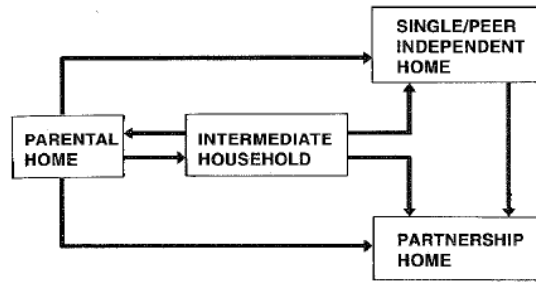 SINGLE/PEER
INDEPENDENT
HOME
PARENTAL
HOME
INTERMEDIATE
HOUSEHOLD
PARTNERSHIP
HOME